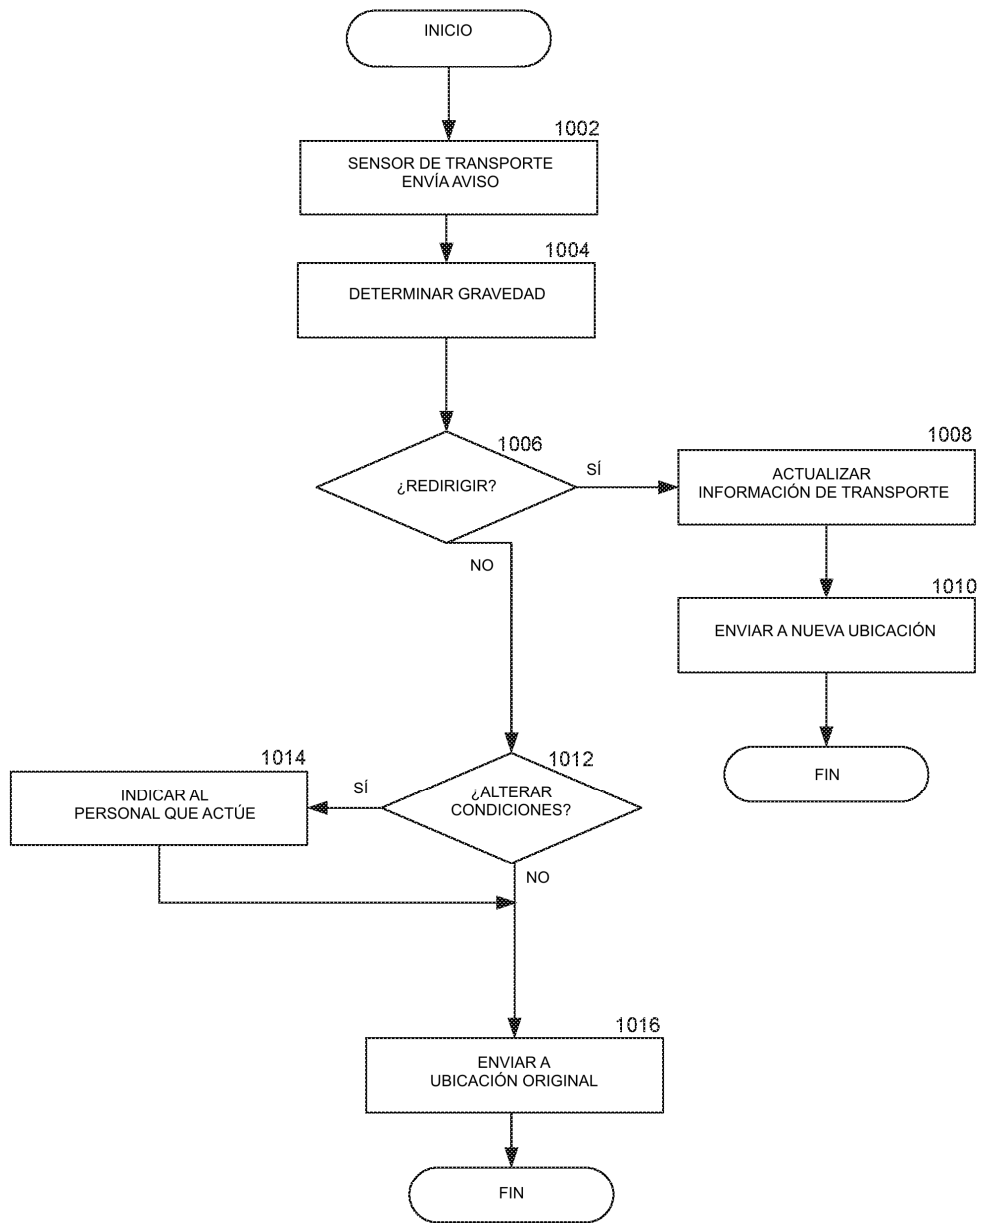 INICIO
1002
SENSOR DE TRANSPORTE
ENVÍA AVISO
1004
DETERMINAR GRAVEDAD
1006
¿REDIRIGIR?
SÍ
1008
ACTUALIZAR
INFORMACIÓN DE TRANSPORTE
NO
1010
ENVIAR A NUEVA UBICACIÓN
FIN
1012
¿ALTERAR
CONDICIONES?
SÍ
1014
INDICAR AL
PERSONAL QUE ACTÚE
NO
1016
ENVIAR A
UBICACIÓN ORIGINAL
FIN